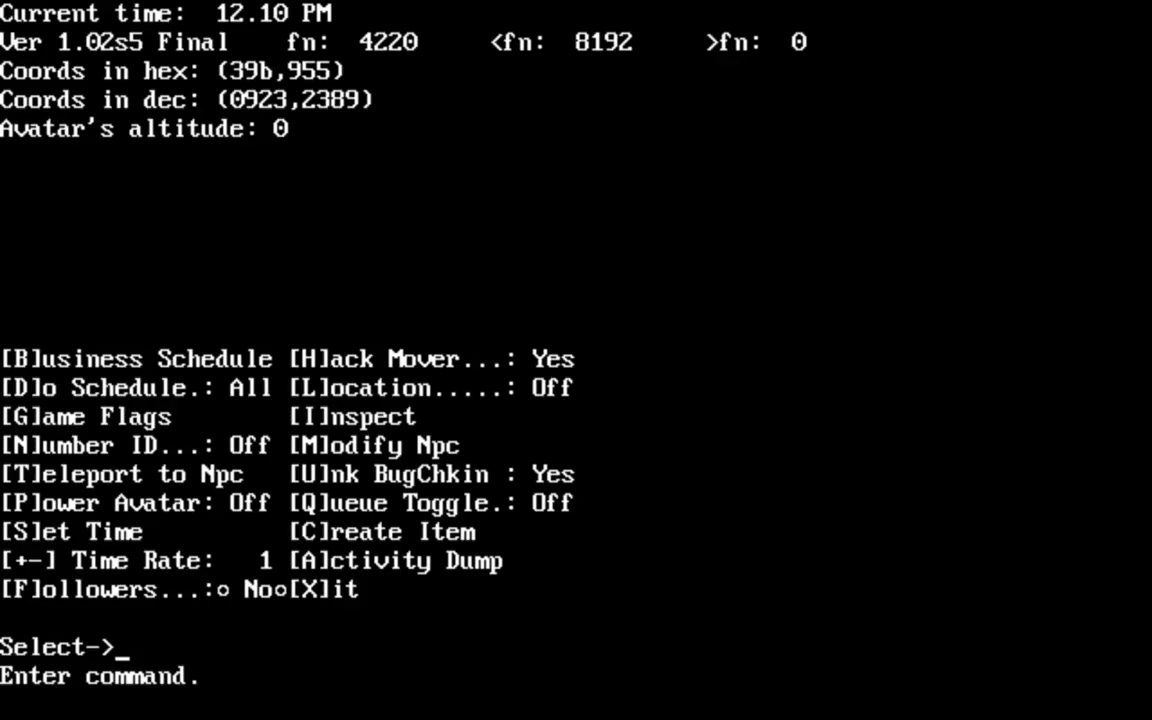 Current time:  12.10 PM
Ver 1.02s5 Final    fn:  4220     <fn:  8192     >fn:  0
Coords in hex: (39b,955)
Coords in dec: (0923,2389)
Avatar's altitude: 0
[B]usiness Schedule [H]ack Mover...: Yes
[D]o Schedule.: All [L]ocation.....: Off
[G]ame Flags        [I]nspect
[N]umber ID...: Off [M]odify Npc
[T]eleport to Npc   [U]nk BugChkin : Yes
[P]ower Avatar: Off [Q]ueue Toggle.: Off
[S]et Time          [C]reate Item
[+-] Time Rate:   1 [A]ctivity Dump
[F]ollowers...:○ No○[X]it
Select->_
Enter command.